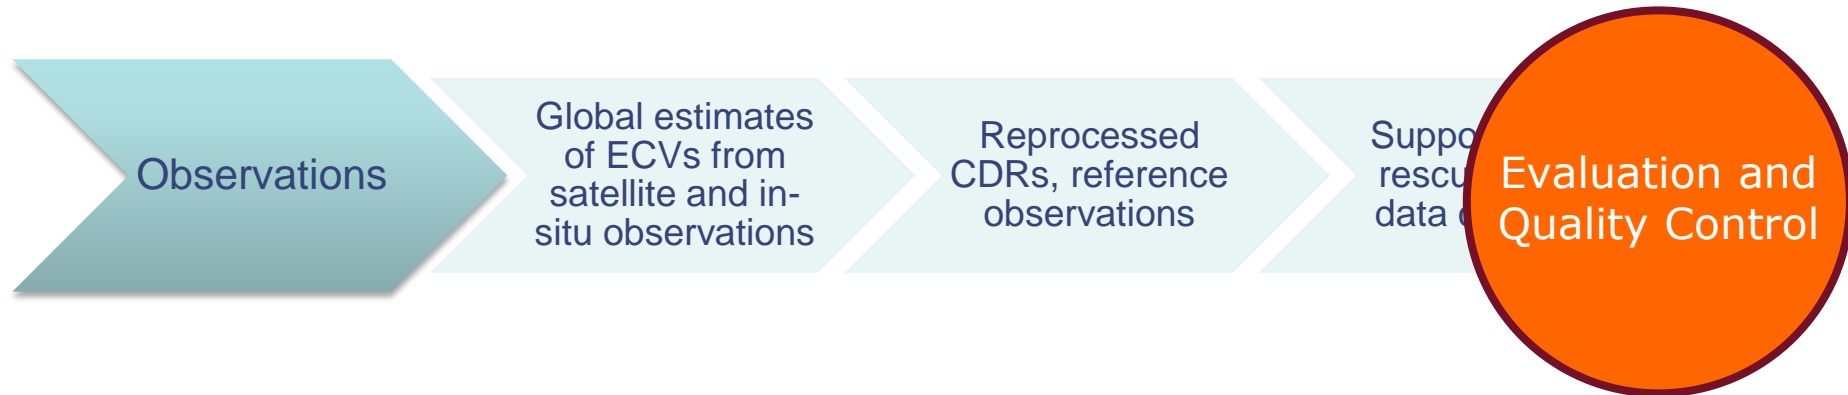 Observations
Global estimates
of ECVs from
satellite and in-
situ observations
Reprocessed
CDRs, reference
observations
data
Evaluation and
Quality Control